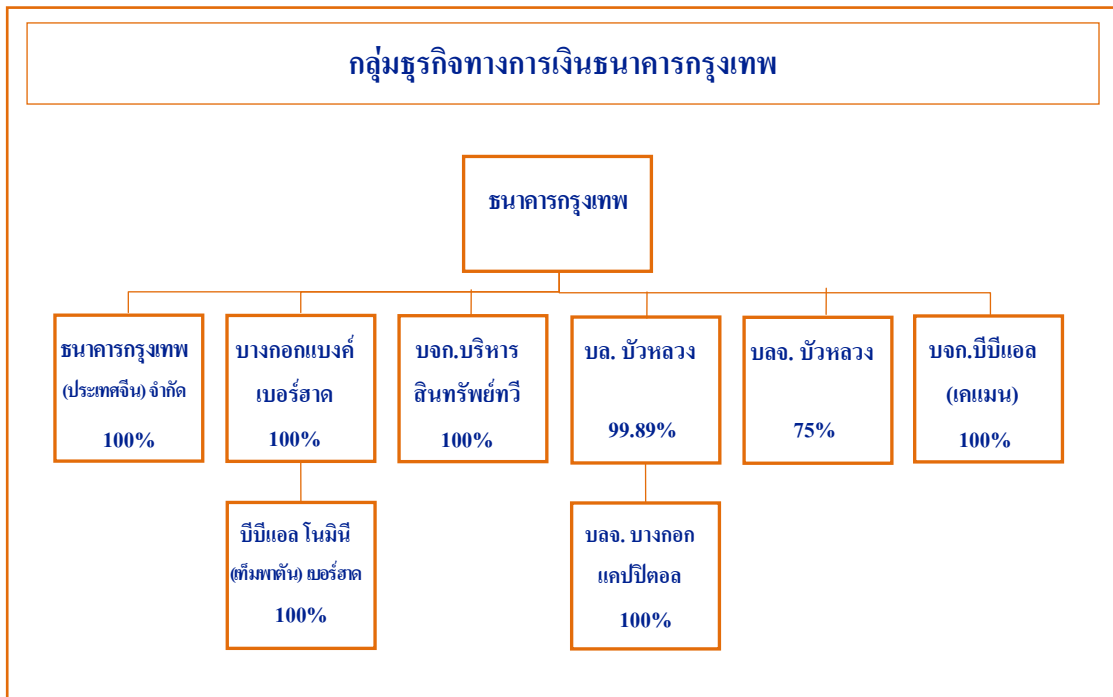 กลุ่มธุรกิจทางการเงินธนาคารกรุงเทพ
ธนาคารกรุงเทพ
ธนาคารกรุงเทพ
(ประเทศจีน) จำกัด
100%
บางกอกแบงค์
เบอร์ฮาด
100%
บจก.บริหาร
สินทรัพย์ทวี
100%
บล. บัวหลวง
99.89%
บลจ. บัวหลวง
75%
บจก.บีบีแอล
(เคแมน)
100%
บีบีแอล โนมินี
(เท็มพาตัน) เบอร์ฮาด
100%
บลจ. บางกอก
แคปปิตอล
100%